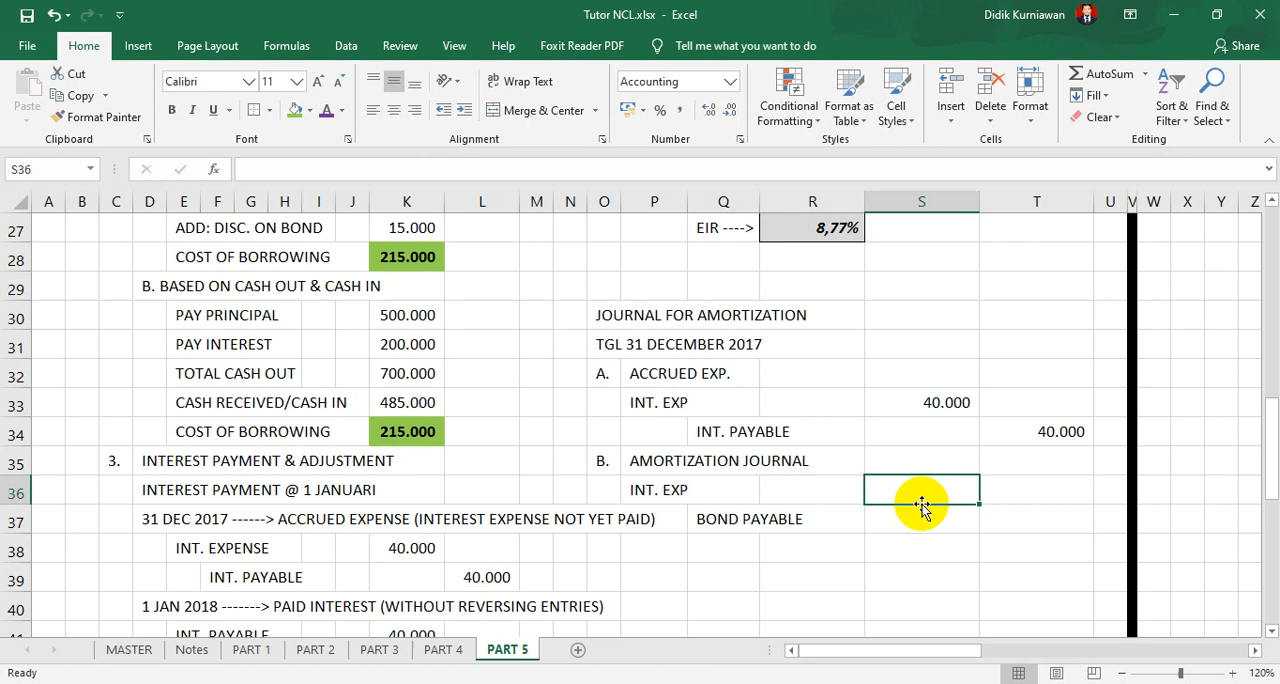 Tutor NCL.xlsx - Excel
Didik Kurniawan
File Home Insert Page Layout Formulas Data Review View Help Foxit Reader PDF Tell me what you want to do Share
Paste
Cut
Copy
Format Painter
Clipboard
Calibri 11
B I U
Font
Wrap Text
Merge & Center
Alignment
Accounting
%
Number
Conditional Formatting
Format as Table
Cell Styles
Styles
Insert Delete Format
Cells
AutoSum
Fill
Clear
Sort & Filter
Find & Select
Editing
S36 fx
A B C D E F G H I J K L M N O P Q R S T U V W X Y Z
27 ADD: DISC. ON BOND 15.000 EIR ----> 8,77%
28 COST OF BORROWING 215.000
29 B. BASED ON CASH OUT & CASH IN
30 PAY PRINCIPAL 500.000 JOURNAL FOR AMORTIZATION
31 PAY INTEREST 200.000 TGL 31 DECEMBER 2017
32 TOTAL CASH OUT 700.000 A. ACCRUED EXP.
33 CASH RECEIVED/CASH IN 485.000 INT. EXP 40.000
34 COST OF BORROWING 215.000 INT. PAYABLE 40.000
35 3. INTEREST PAYMENT & ADJUSTMENT B. AMORTIZATION JOURNAL
36 INTEREST PAYMENT @ 1 JANUARI INT. EXP
37 31 DEC 2017 ------> ACCRUED EXPENSE (INTEREST EXPENSE NOT YET PAID) BOND PAYABLE
38 INT. EXPENSE 40.000
39 INT. PAYABLE 40.000
40 1 JAN 2018 -------> PAID INTEREST (WITHOUT REVERSING ENTRIES)
41 INT. PAYABLE 40.000
MASTER Notes PART 1 PART 2 PART 3 PART 4 PART 5
Ready 120%